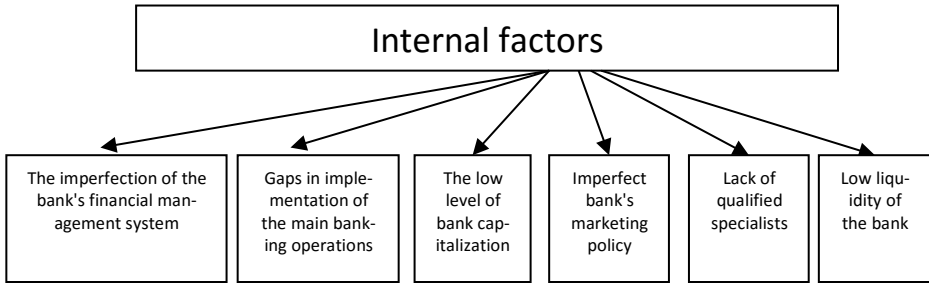 Internal factors
The imperfection of the
bank's financial man-
agement system
Gaps in imple-
mentation of
the main bank-
ing operations
The low
level of
bank cap-
italization
Imperfect
bank's
marketing
policy
Lack of
qualified
specialists
Low liqu-
idity of
the bank